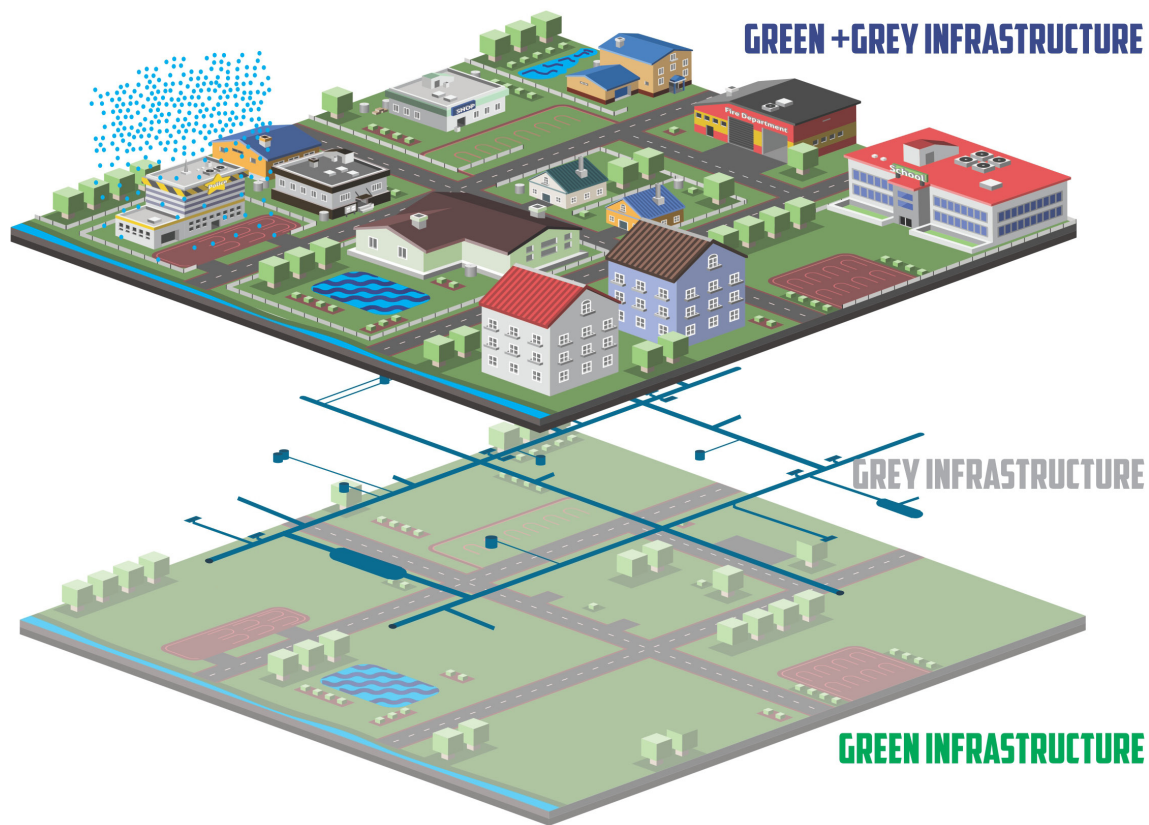 GREEN +GREY INFRASTRUCTURE
SHOP
Fire Department
School
GREY INFRASTRUCTURE
GREEN INFRASTRUCTURE